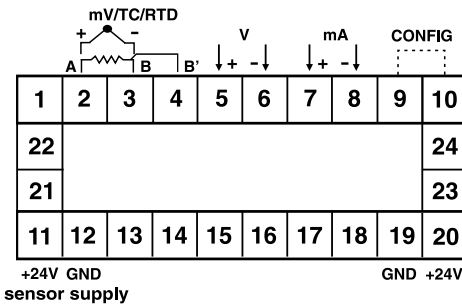 mV/TC/RTD
+ − V mA CONFIG
A B B' + − + −
1 2 3 4 5 6 7 8 9 10
22 24
21 23
11 12 13 14 15 16 17 18 19 20
+24V GND GND +24V
sensor supply